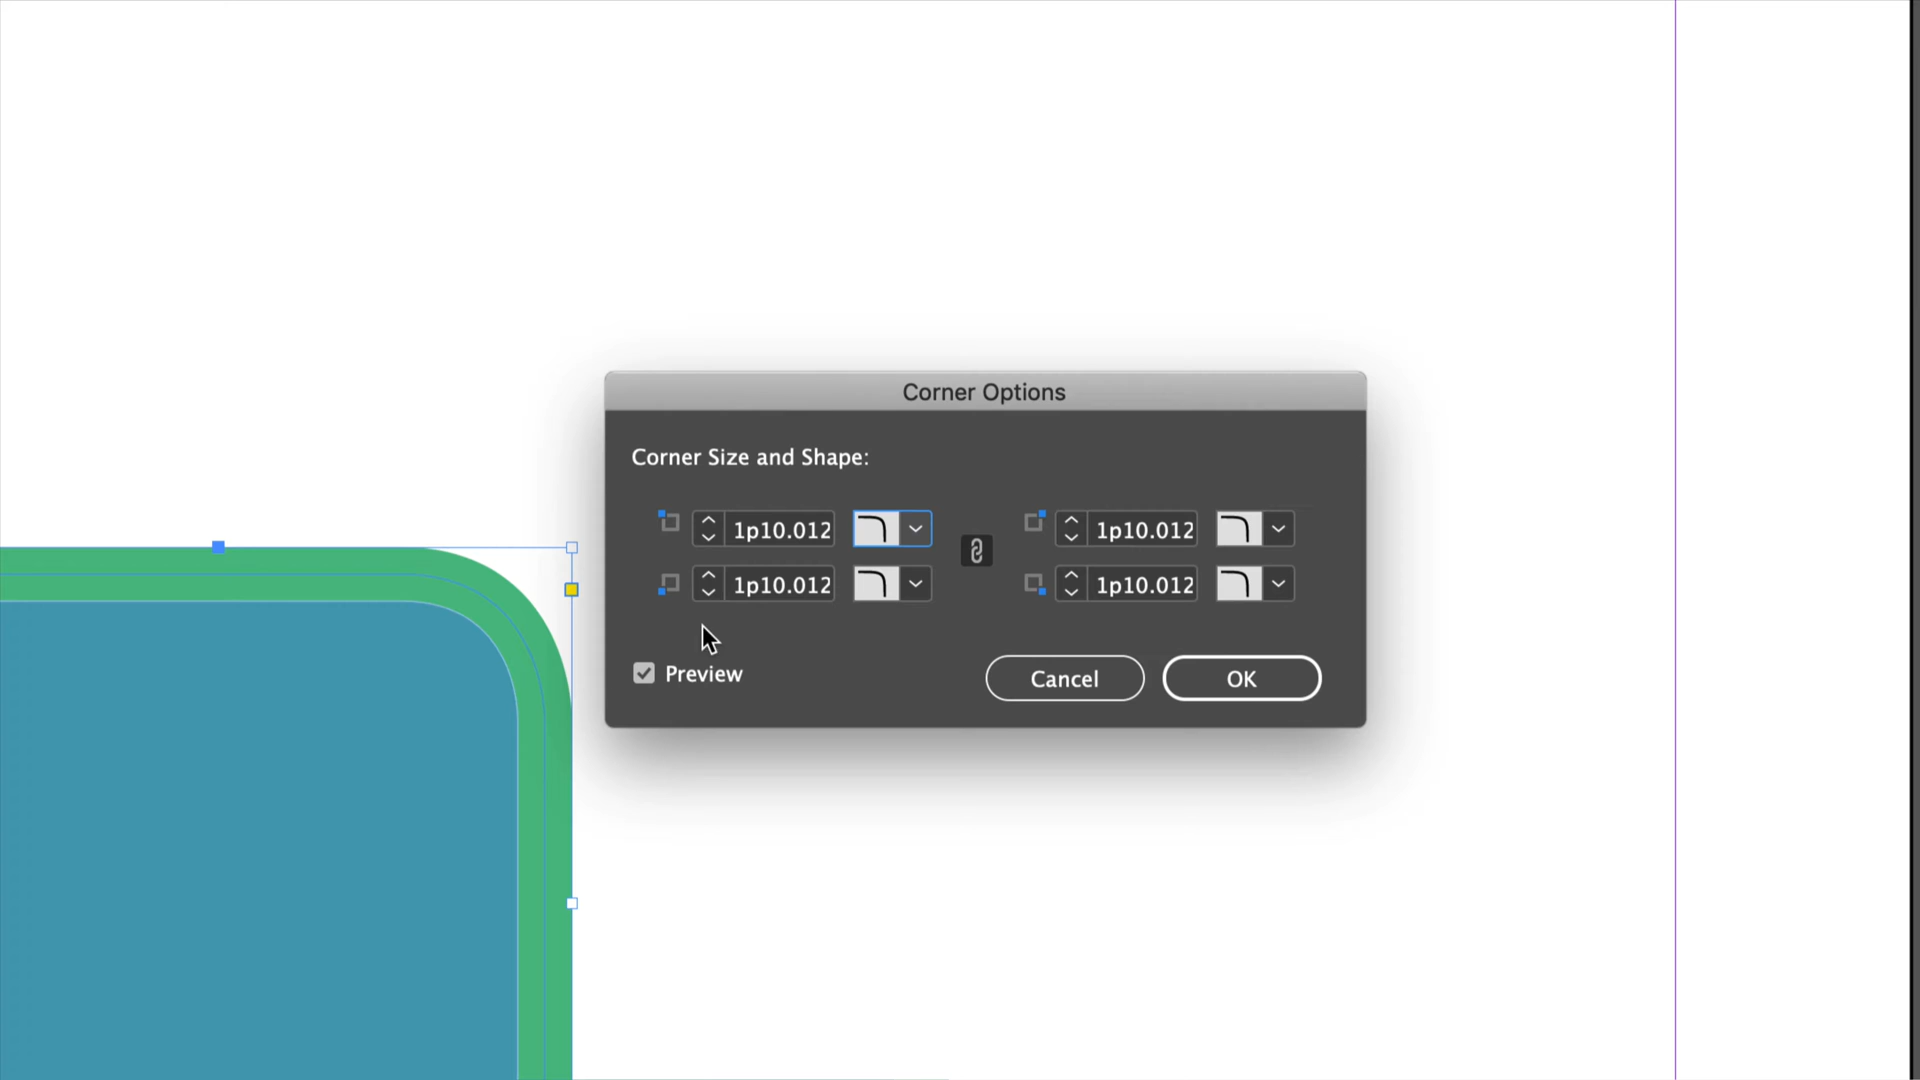 Corner Options
Corner Size and Shape:
1p10.012 1p10.012
1p10.012 1p10.012
Preview Cancel OK